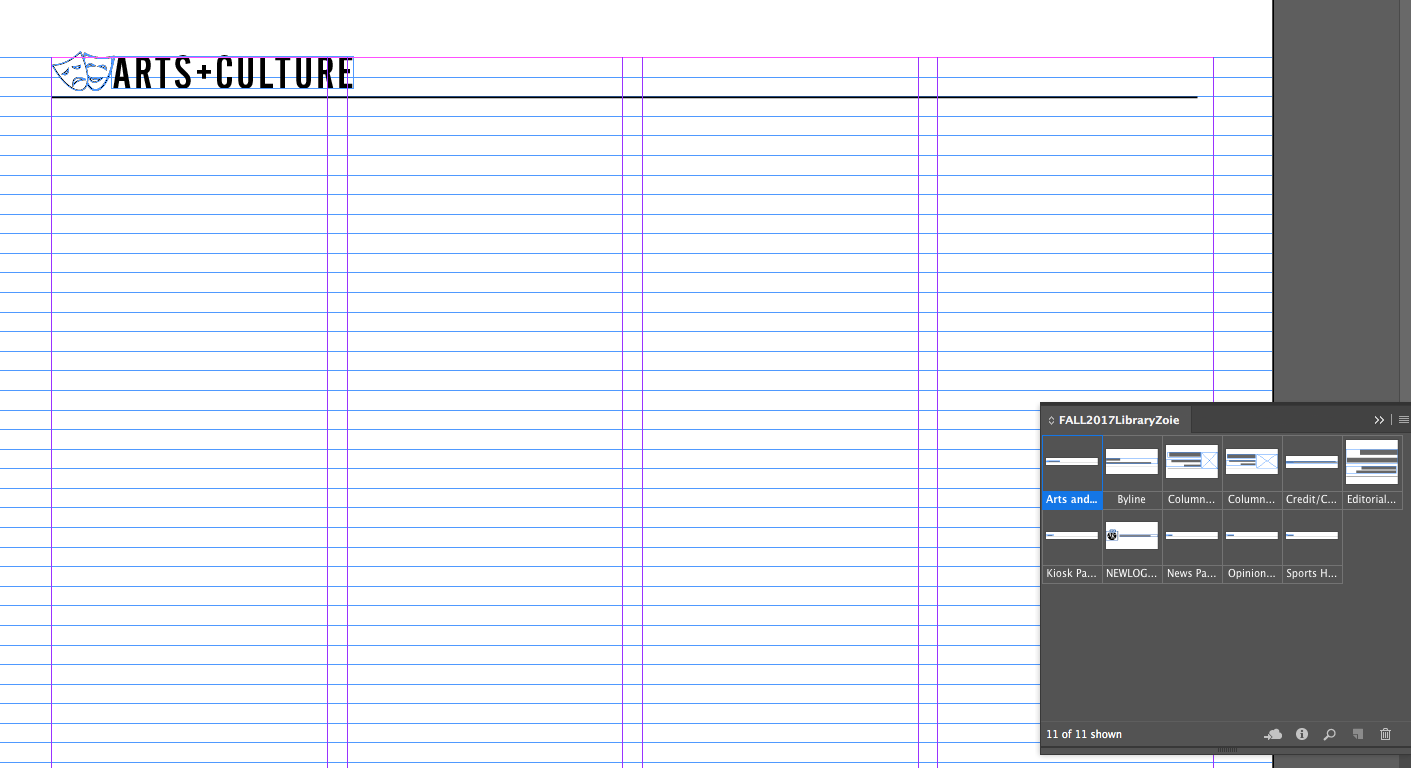 ARTS+CULTURE
FALL2017LibraryZoie
Arts and... Byline Column... Column... Credit/C... Editorial...
Kiosk Pa... NEWLOG... News Pa... Opinion... Sports H...
11 of 11 shown